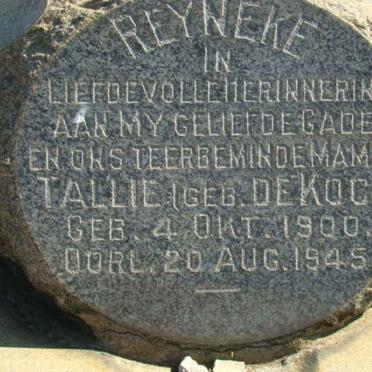 REYNEKE
IN
LIEFDEVOLLE HERINNERIN
AAN MY GELIEFDE GADE
EN ONS TEERBEMINDE MAM
TALLIE (GEB. DE KOC
GEB. 4 OKT. 1900.
OORL. 20 AUG. 1945